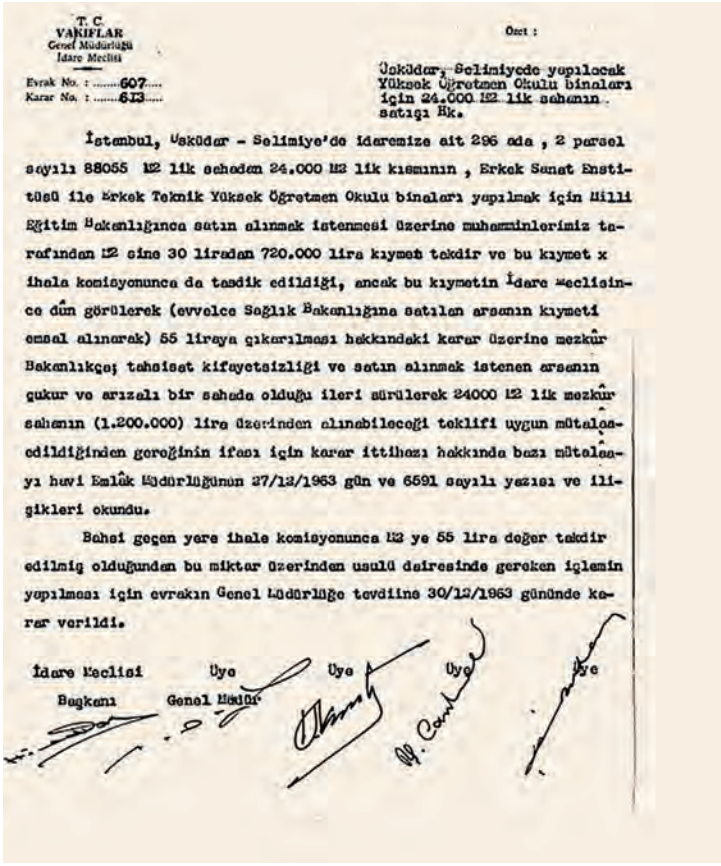 T. C.
VAKIFLAR
Genel Müdürlüğü
İdare Meclisi
Evrak No. : ........607.....
Karar No. : ........613.....
Özet :
Üsküdar, Selimiyede yapılacak
Yüksek Öğretmen Okulu binaları
için 24.000 M2 lik sahanın
satışı Hk.
İstanbul, Usküdar - Selimiye'de idaremize ait 296 ada , 2 parsel
sayılı 88055 M2 lik sahadan 24.000 M2 lik kısmının , Erkek Sanat Ensti-
tüsü ile Erkek Teknik Yüksek Öğretmen Okulu binaları yapılmak için Milli
Eğitim Bakanlığınca satın alınmak istenmesi üzerine muhamminlerimiz ta-
rafından M2 sine 30 liradan 720.000 lira kıymet takdir ve bu kıymet x
ihala komisyonunca da tasdik edildiği, ancak bu kıymetin İdare Meclisin-
ce dûn görülerek (evvelce Sağlık Bakanlığına satılan arsanın kıymeti
emsal alınarak) 55 liraya çıkarılması hakkındaki karar üzerine mezkûr
Bakanlıkça; tahsisat kifayetsizliği ve satın alınmak istenen arsanın
çukur ve arızalı bir sahada olduğu ileri sürülerek 24000 M2 lik mezkûr
sahanın (1.200.000) lira üzerinden alınabileceği teklifi uygun mütalâa-
edildiğinden gereğinin ifası için karar ittihazı hakkında bazı mütalâa-
yı havi Emlâk Müdürlüğünün 27/12/1963 gün ve 6591 sayılı yazısı ve ili-
şikleri okundu.
Bahsi geçen yere ihale komisyonunca M2 ye 55 lira değer takdir
edilmiş olduğundan bu miktar üzerinden usulü dairesinde gereken işlemin
yapılması için evrakın Genel Müdürlüğe tevdiine 30/12/1963 gününde ka-
rar verildi.
İdare Meclisi Üye Üye Üye Üye
Başkanı Genel Müdür